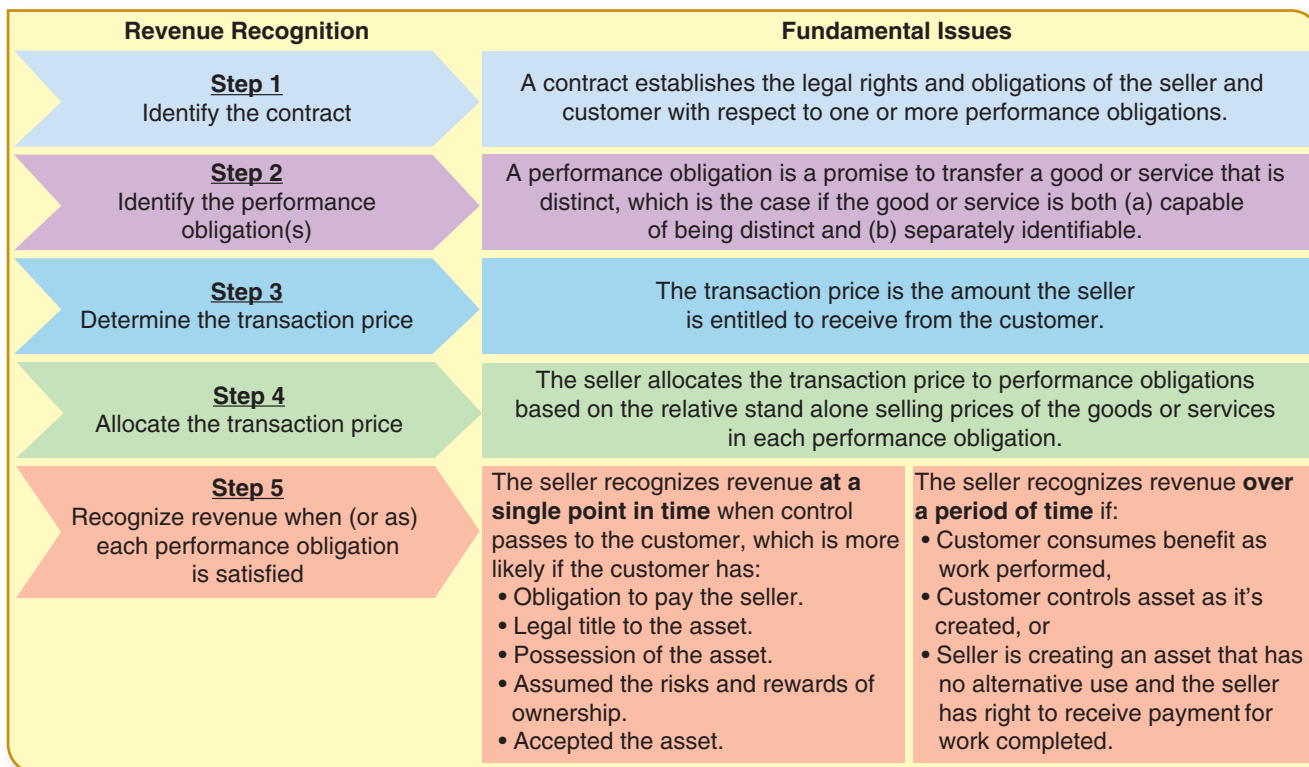 Revenue Recognition
Fundamental Issues
Step 1
Identify the contract
A contract establishes the legal rights and obligations of the seller and
customer with respect to one or more performance obligations.
Step 2
Identify the performance
obligation(s)
A performance obligation is a promise to transfer a good or service that is
distinct, which is the case if the good or service is both (a) capable
of being distinct and (b) separately identifiable.
Step 3
Determine the transaction price
The transaction price is the amount the seller
is entitled to receive from the customer.
Step 4
Allocate the transaction price
The seller allocates the transaction price to performance obligations
based on the relative stand alone selling prices of the goods or services
in each performance obligation.
Step 5
Recognize revenue when (or as)
each performance obligation
is satisfied
The seller recognizes revenue at a
single point in time when control
passes to the customer, which is more
likely if the customer has:
• Obligation to pay the seller.
• Legal title to the asset.
• Possession of the asset.
• Assumed the risks and rewards of
ownership.
• Accepted the asset.
The seller recognizes revenue over
a period of time if:
• Customer consumes benefit as
work performed,
• Customer controls asset as it's
created, or
• Seller is creating an asset that has
no alternative use and the seller
has right to receive payment for
work completed.